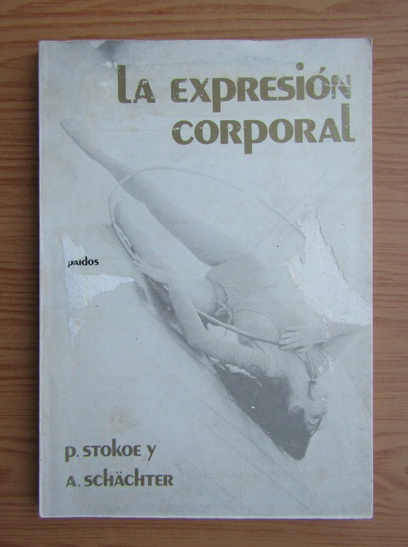 La expresión
corporal
paidos
p. stokoe y
a. schächter